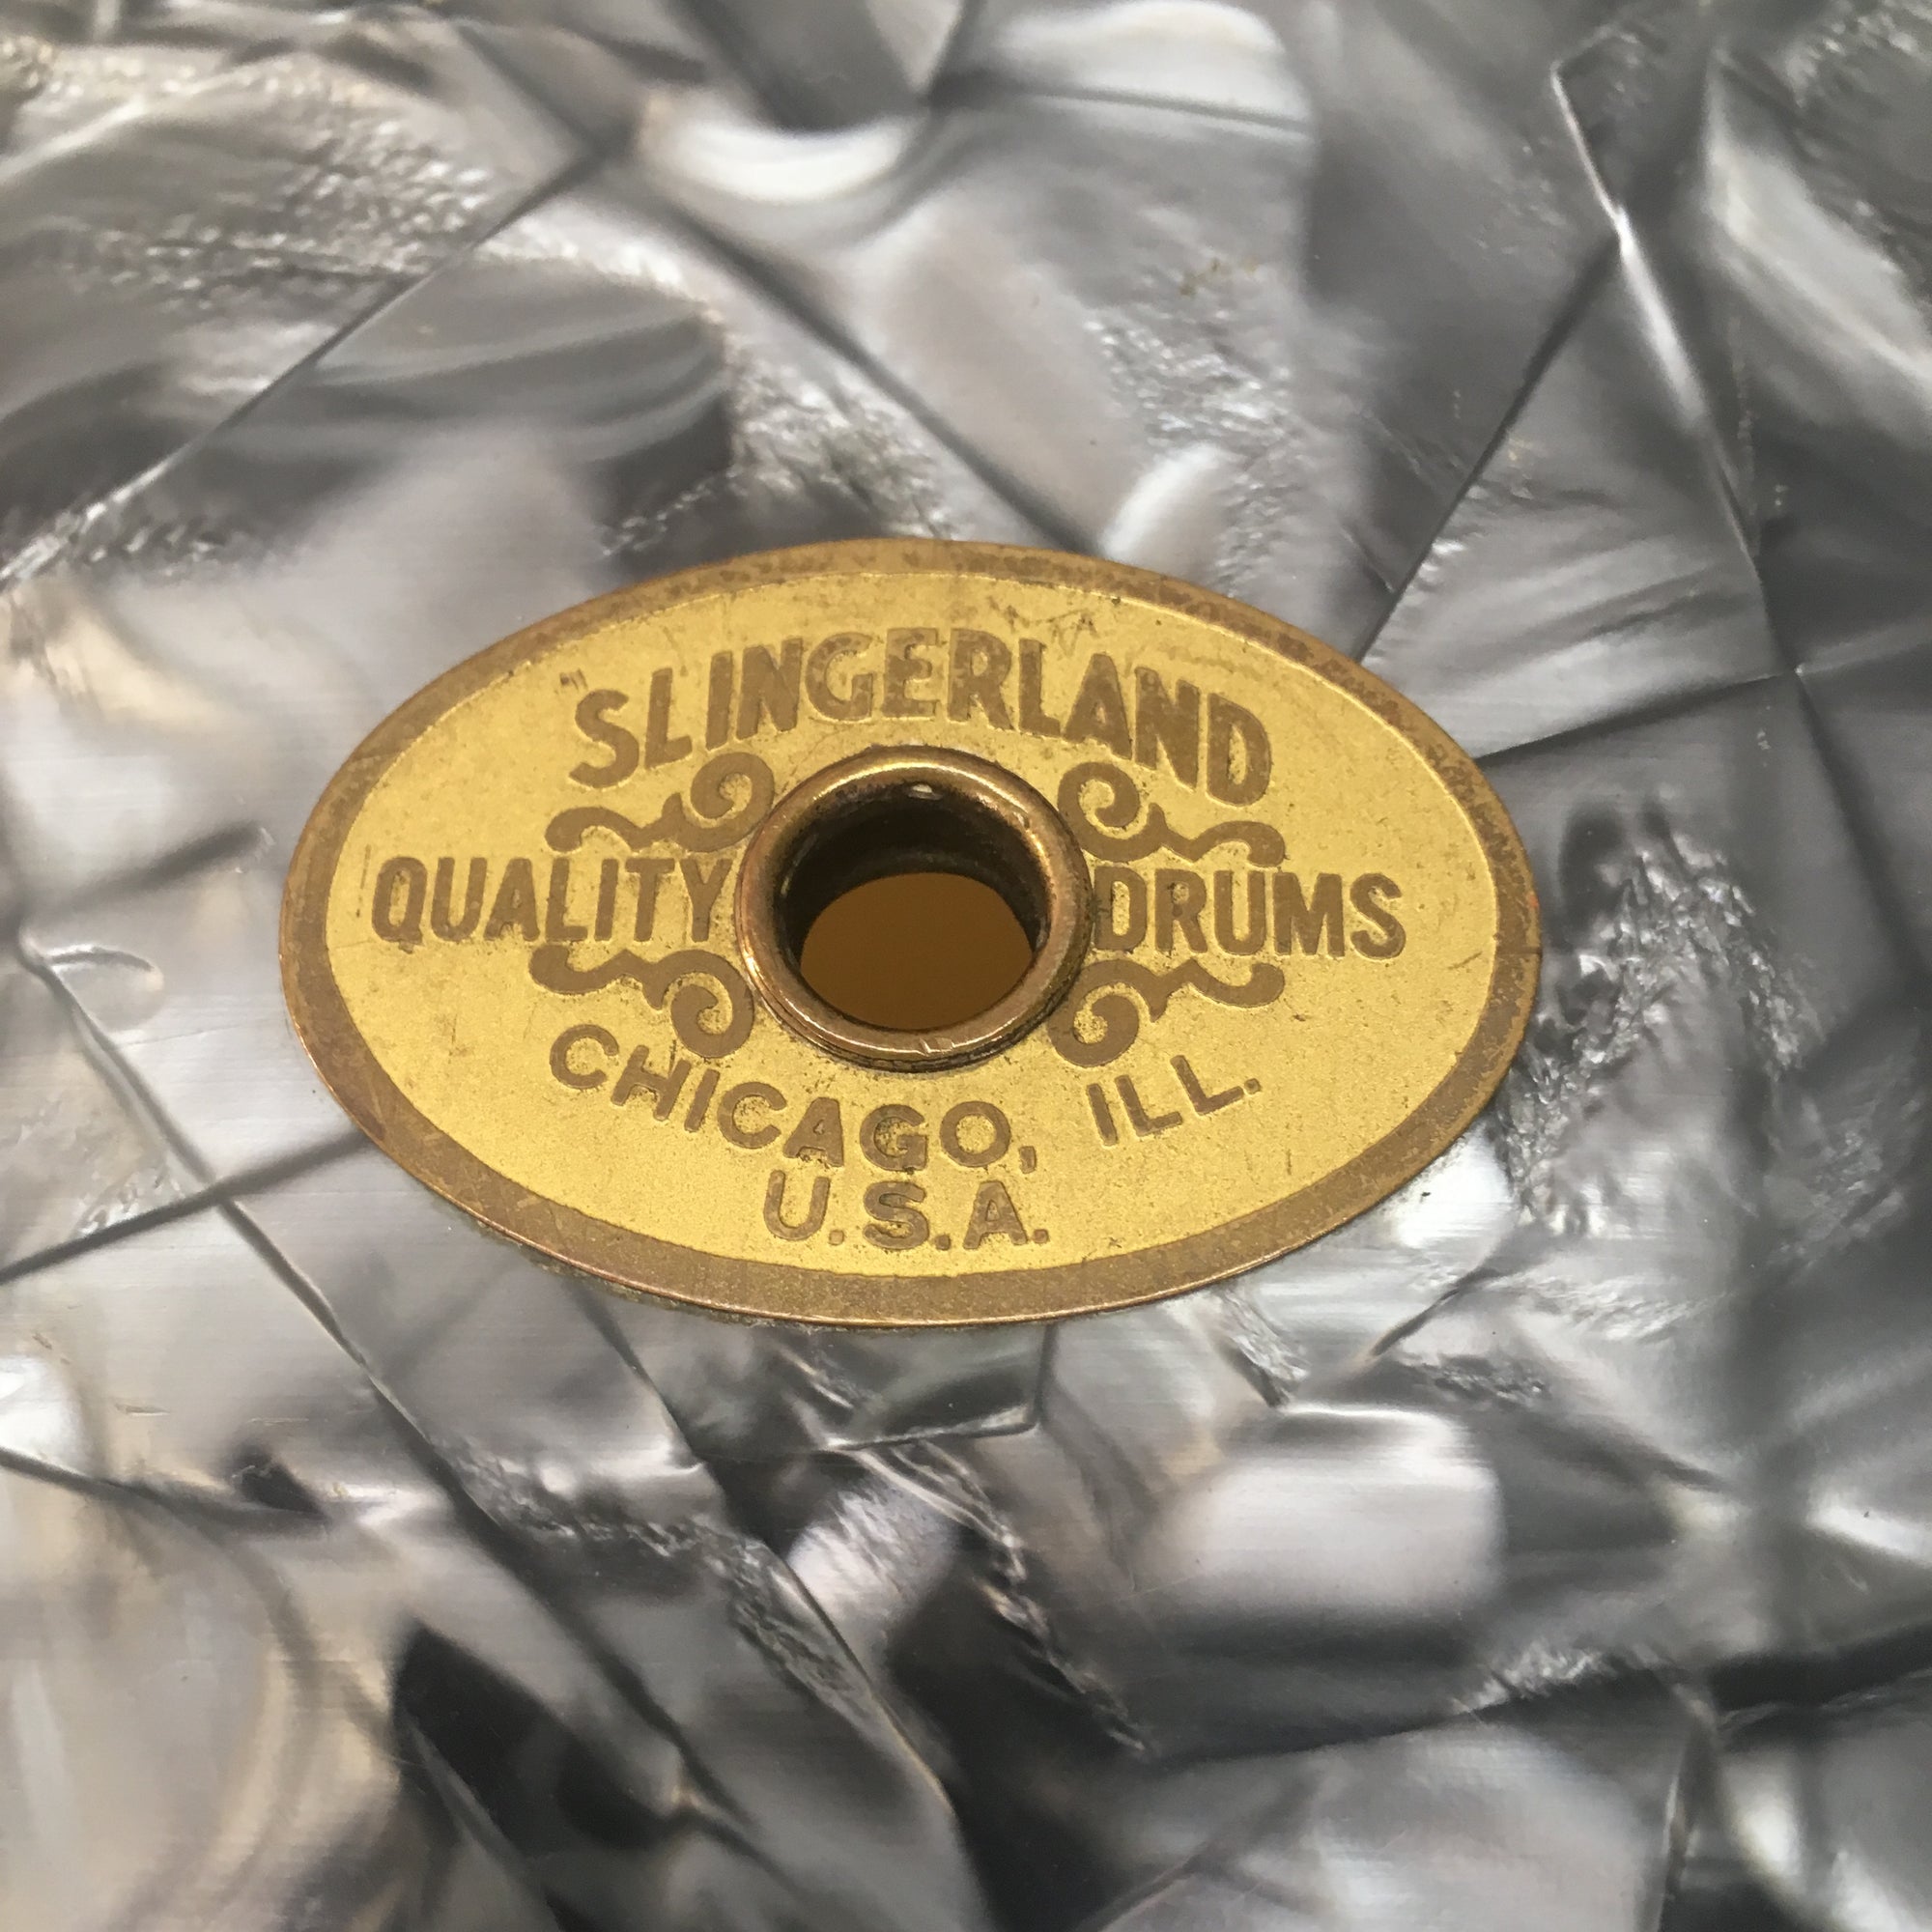 SLINGERLAND
QUALITY DRUMS
CHICAGO, ILL.
U.S.A.